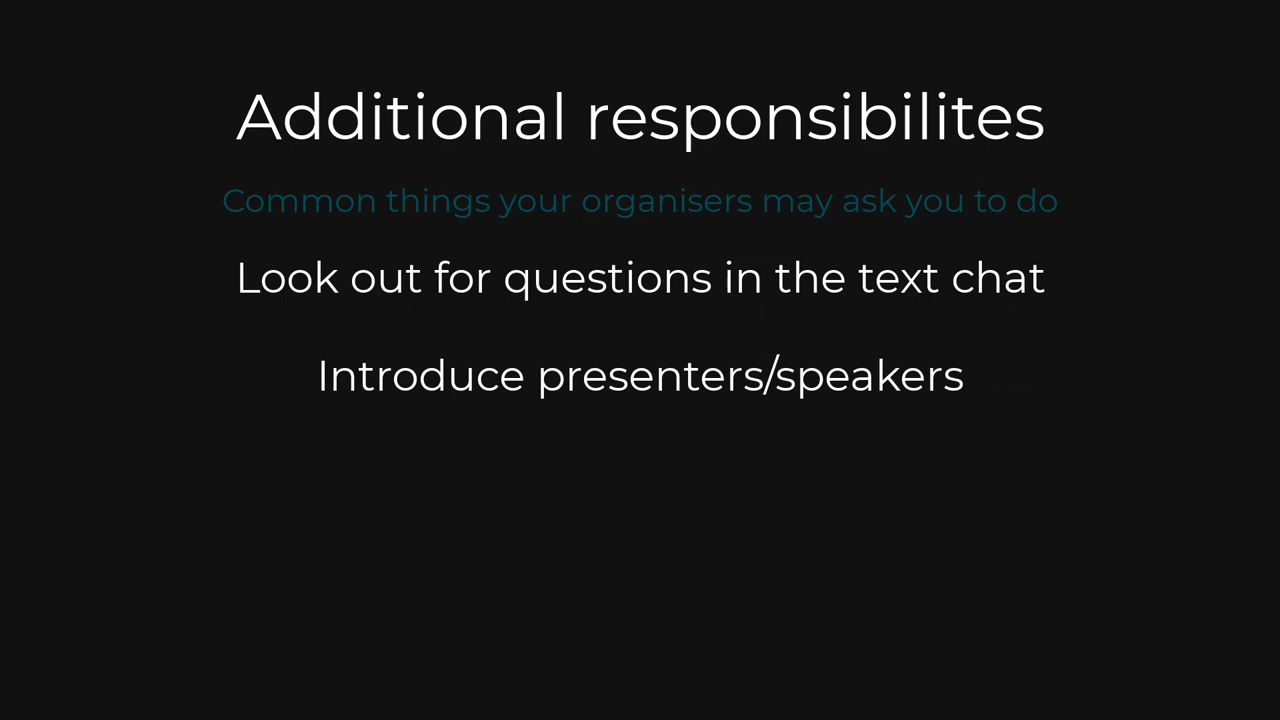 Additional responsibilites
Common things your organisers may ask you to do
Look out for questions in the text chat
Introduce presenters/speakers